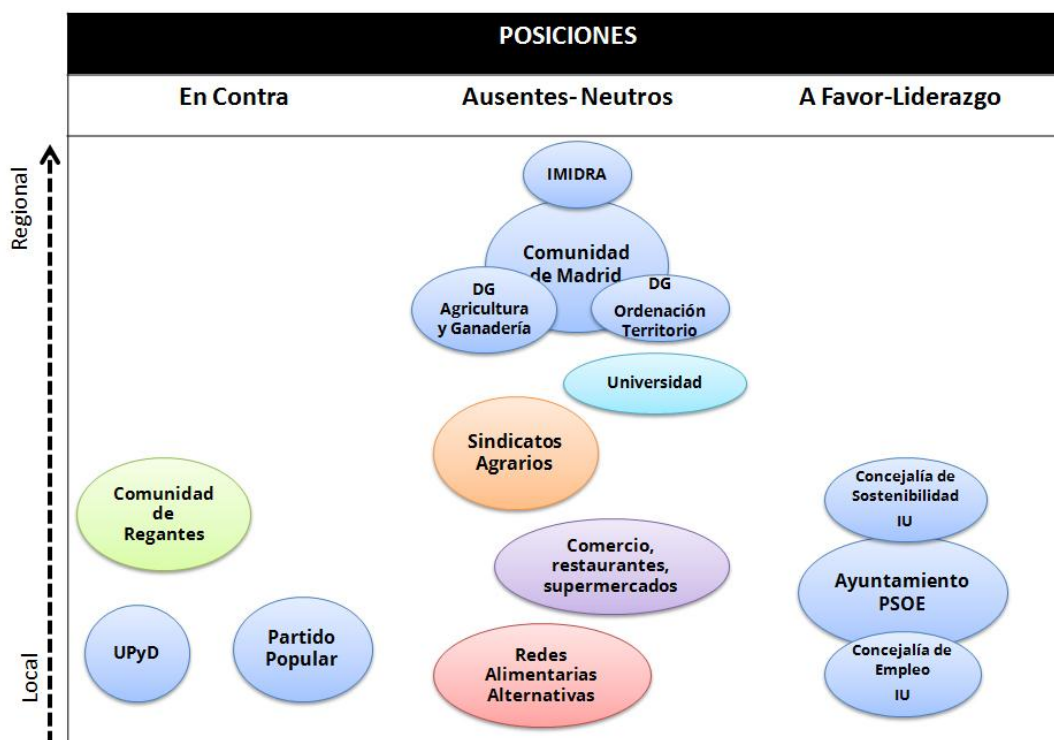 POSICIONES
En Contra
Ausentes-Neutros
A Favor-Liderazgo
Regional
Local
IMIDRA
Comunidad
de Madrid
DG
Agricultura
y Ganadería
DG
Ordenación
Territorio
Universidad
Sindicatos
Agrarios
Comunidad
de
Regantes
Concejalía de
Sostenibilidad
IU
Comercio,
restaurantes,
supermercados
Ayuntamiento
PSOE
UPyD
Partido
Popular
Redes
Alimentarias
Alternativas
Concejalía de
Empleo
IU